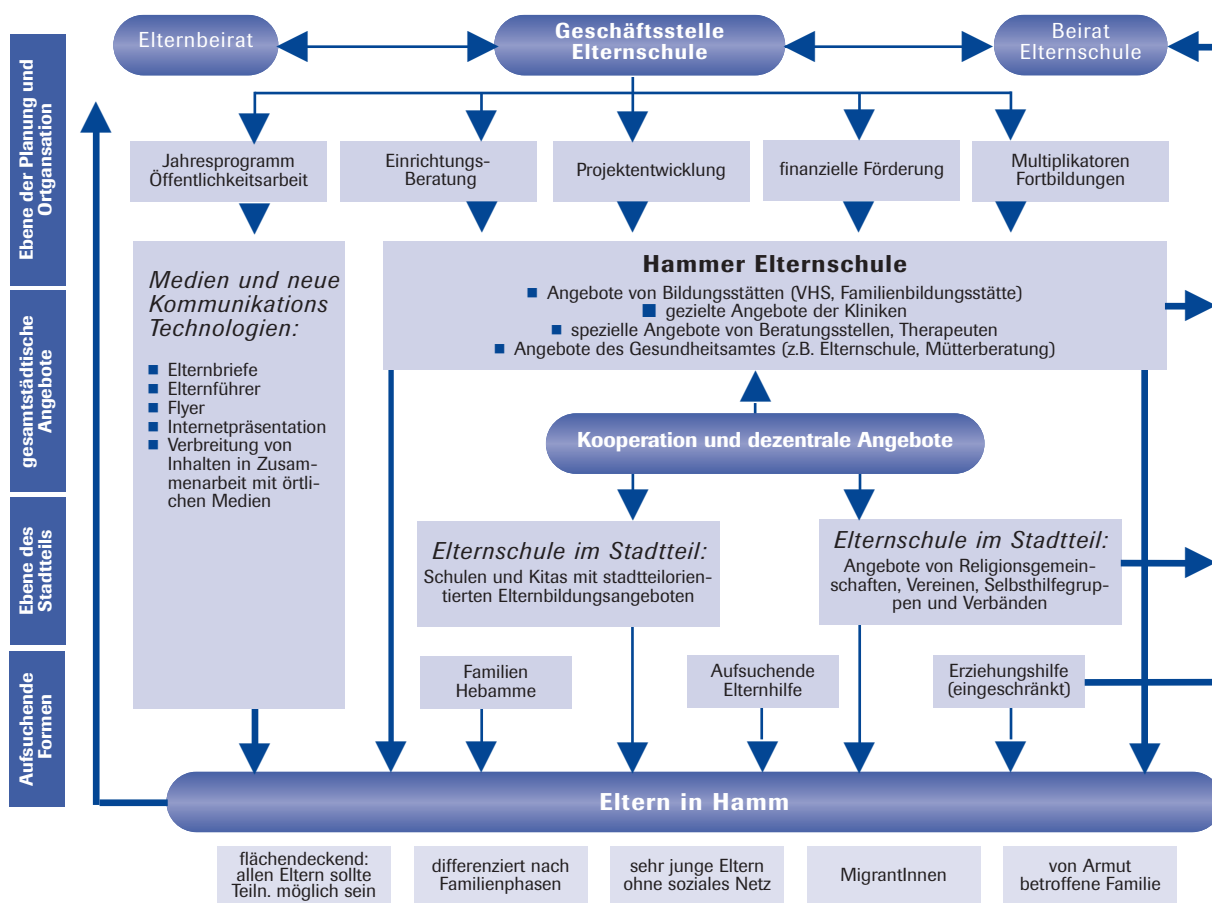 Elternbeirat
Geschäftsstelle
Elternschule
Beirat
Elternschule
Ebene der Planung und
Ortgansation
Jahresprogramm
Öffentlichkeitsarbeit
Einrichtungs-
Beratung
Projektentwicklung
finanzielle Förderung
Multiplikatoren
Fortbildungen
gesamtstädtische
Angebote
Medien und neue
Kommunikations
Technologien:
Elternbriefe
Elternführer
Flyer
Internetpräsentation
Verbreitung von
Inhalten in Zusam-
menarbeit mit örtli-
chen Medien
Hammer Elternschule
Angebote von Bildungsstätten (VHS, Familienbildungsstätte)
gezielte Angebote der Kliniken
spezielle Angebote von Beratungsstellen, Therapeuten
Angebote des Gesundheitsamtes (z.B. Elternschule, Mütterberatung)
Kooperation und dezentrale Angebote
Ebene des
Stadtteils
Elternschule im Stadtteil:
Schulen und Kitas mit stadtteilorien-
tierten Elternbildungsangeboten
Elternschule im Stadtteil:
Angebote von Religionsgemein-
schaften, Vereinen, Selbsthilfegrup-
pen und Verbänden
Aufsuchende
Formen
Familien
Hebamme
Aufsuchende
Elternhilfe
Erziehungshilfe
(eingeschränkt)
Eltern in Hamm
flächendeckend:
allen Eltern sollte
Teiln. möglich sein
differenziert nach
Familienphasen
sehr junge Eltern
ohne soziales Netz
MigrantInnen
von Armut
betroffene Familie